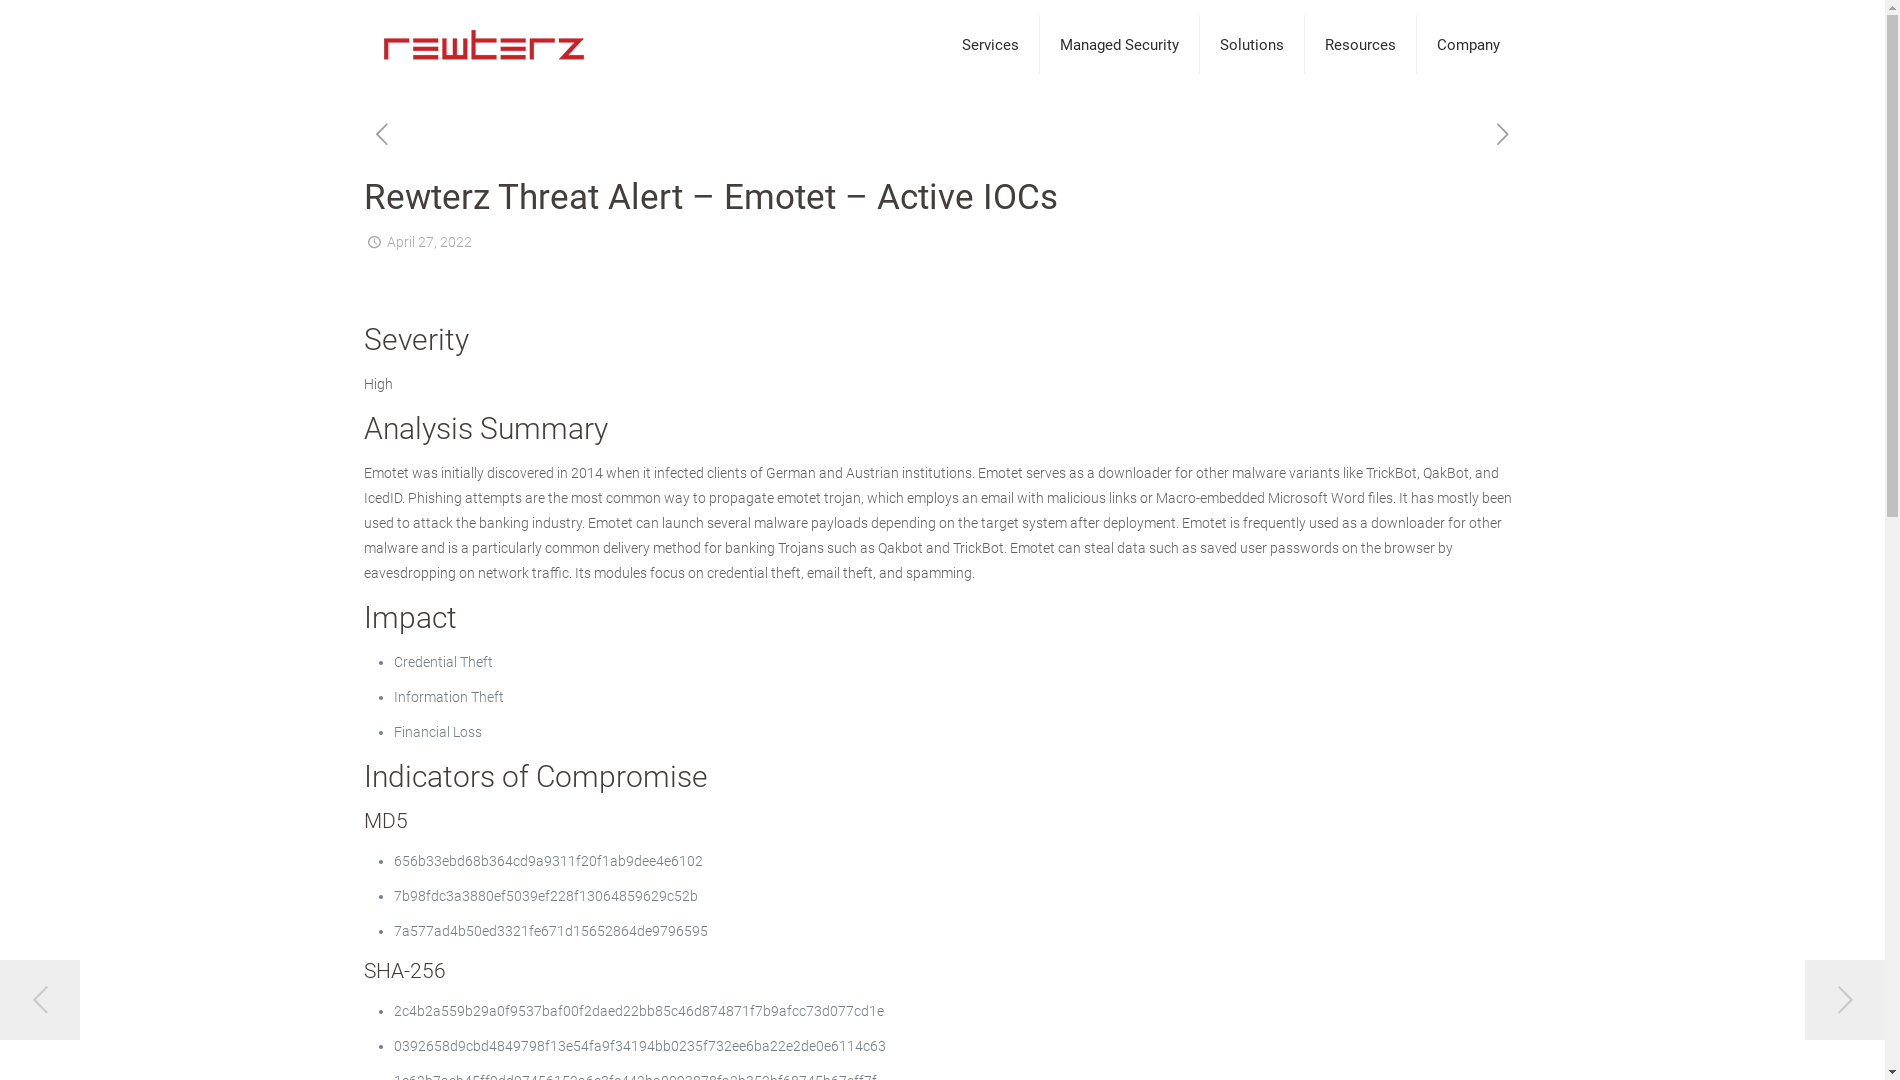 rewterz
Services
Managed Security
Solutions
Resources
Company
Rewterz Threat Alert – Emotet – Active IOCs
April 27, 2022
Severity
High
Analysis Summary
Emotet was initially discovered in 2014 when it infected clients of German and Austrian institutions. Emotet serves as a downloader for other malware variants like TrickBot, QakBot, and
IcedID. Phishing attempts are the most common way to propagate emotet trojan, which employs an email with malicious links or Macro-embedded Microsoft Word files. It has mostly been
used to attack the banking industry. Emotet can launch several malware payloads depending on the target system after deployment. Emotet is frequently used as a downloader for other
malware and is a particularly common delivery method for banking Trojans such as Qakbot and TrickBot. Emotet can steal data such as saved user passwords on the browser by
eavesdropping on network traffic. Its modules focus on credential theft, email theft, and spamming.
Impact
Credential Theft
Information Theft
Financial Loss
Indicators of Compromise
MD5
656b33ebd68b364cd9a9311f20f1ab9dee4e6102
7b98fdc3a3880ef5039ef228f13064859629c52b
7a577ad4b50ed3321fe671d15652864de9796595
SHA-256
2c4b2a559b29a0f9537baf00f2daed22bb85c46d874871f7b9afcc73d077cd1e
0392658d9cbd4849798f13e54fa9f34194bb0235f732ee6ba22e2de0e6114c63